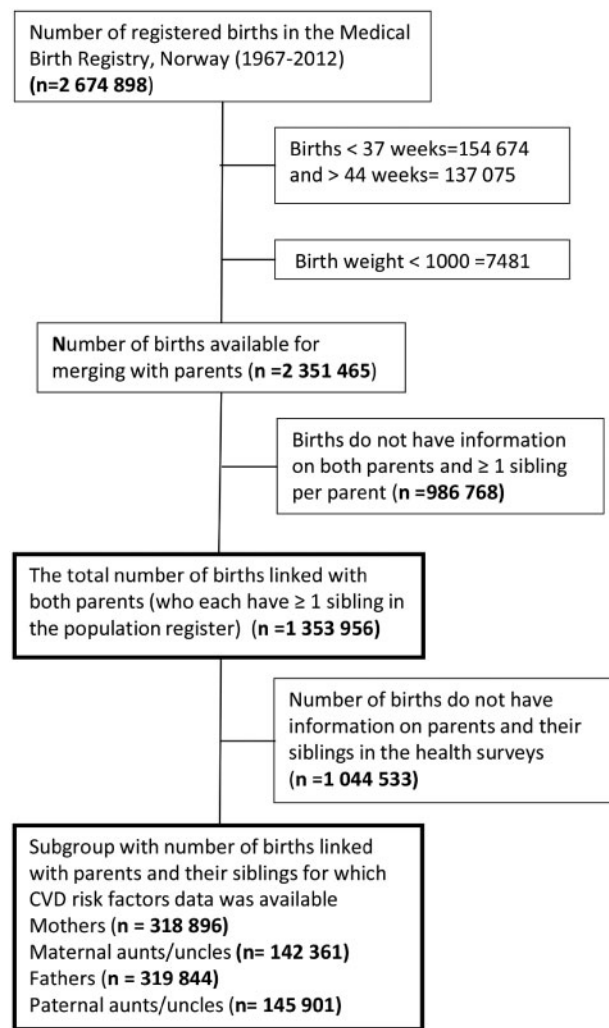 Number of registered births in the Medical
Birth Registry, Norway (1967-2012)
(n=2 674 898)
Births < 37 weeks=154 674
and > 44 weeks= 137 075
Birth weight < 1000 =7481
Number of births available for
merging with parents (n =2 351 465)
Births do not have information
on both parents and ≥ 1 sibling
per parent (n =986 768)
The total number of births linked with
both parents (who each have ≥ 1 sibling in
the population register) (n =1 353 956)
Number of births do not have
information on parents and their
siblings in the health surveys
(n =1 044 533)
Subgroup with number of births linked
with parents and their siblings for which
CVD risk factors data was available
Mothers (n = 318 896)
Maternal aunts/uncles (n= 142 361)
Fathers (n = 319 844)
Paternal aunts/uncles (n= 145 901)